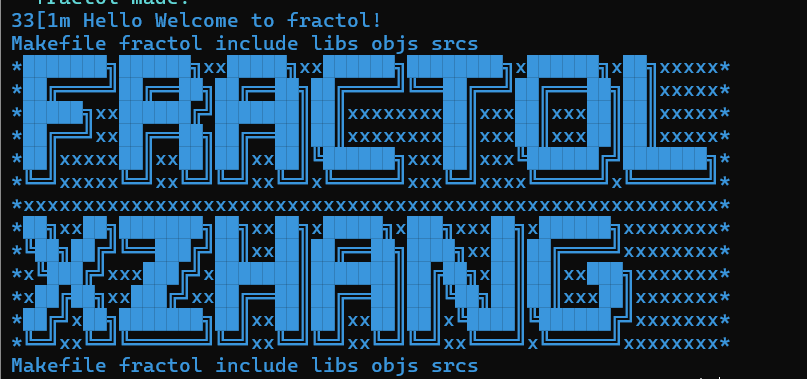 fractol made.
33[1m Hello Welcome to fractol!
Makefile fractol include libs objs srcs
FRACTOL
XZHANG
Makefile fractol include libs objs srcs